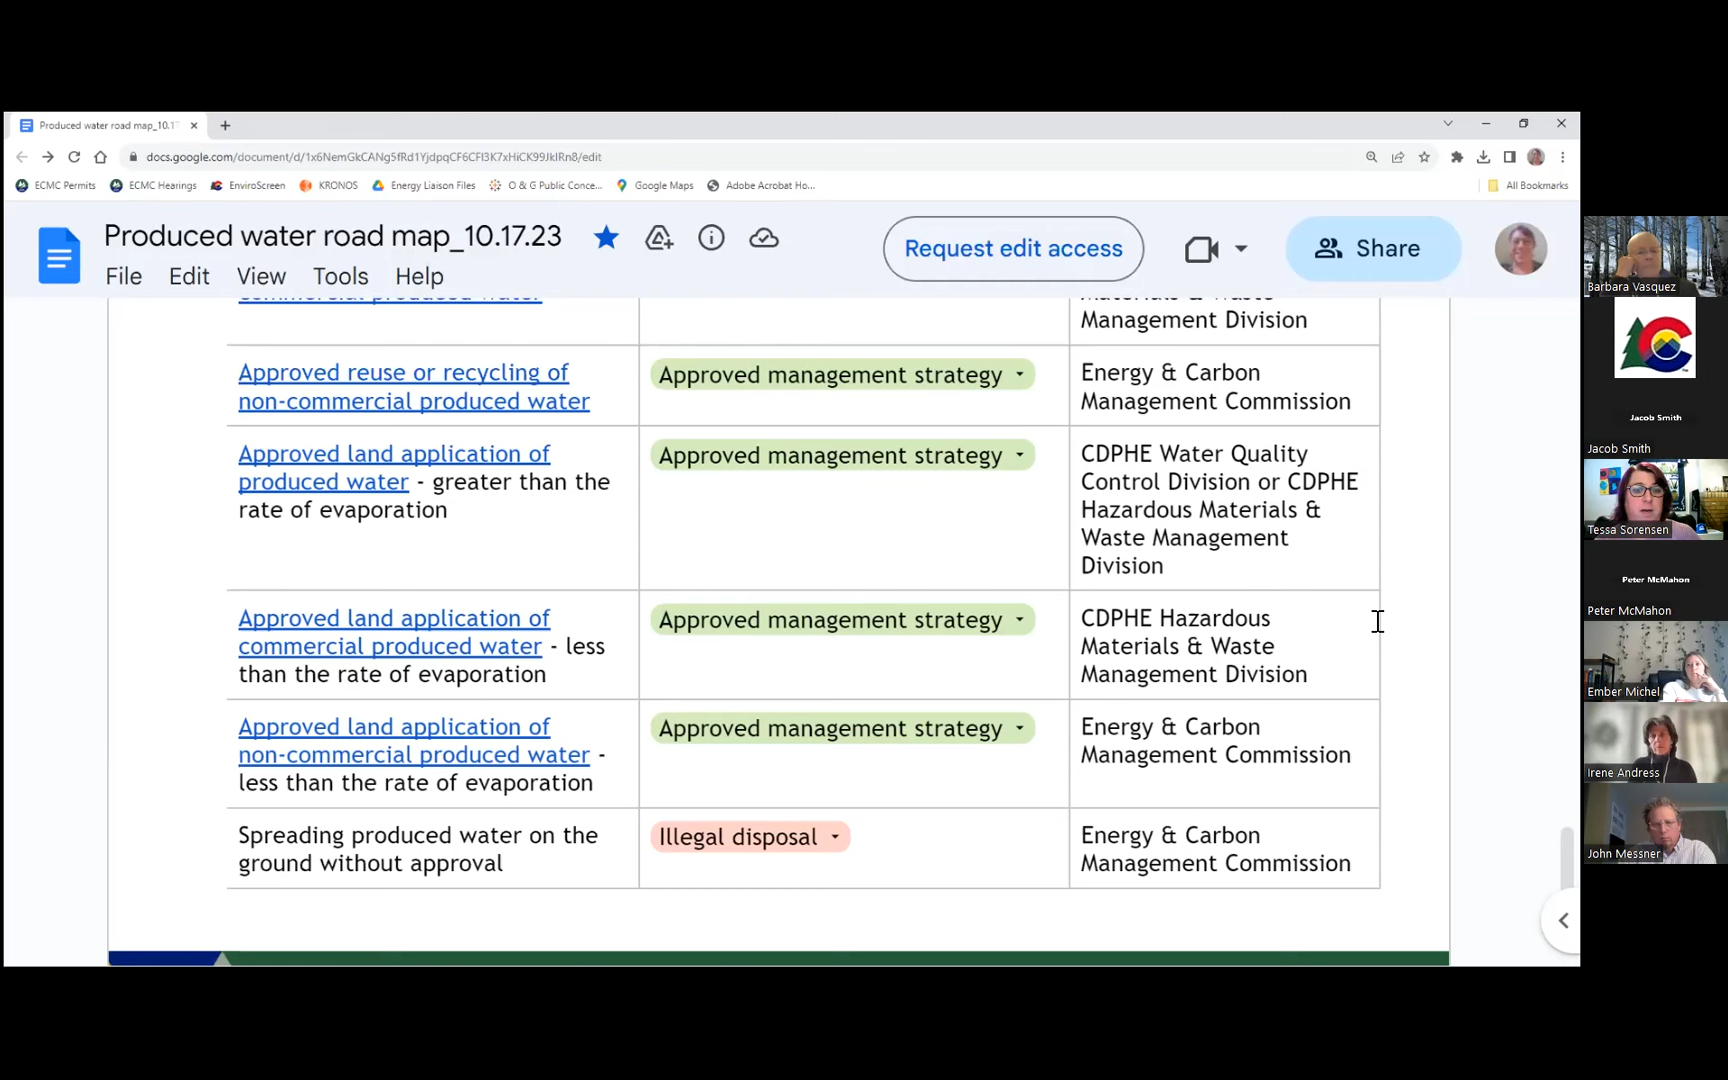 Produced water road map_10.17
docs.google.com/document/d/1x6NemGkCANg5fRd1YjdpqCF6CFl3K7xHiCK99JkIRn8/edit
ECMC Permits
ECMC Hearings
EnviroScreen
KRONOS
Energy Liaison Files
O & G Public Conce...
Google Maps
Adobe Acrobat Ho...
All Bookmarks
Produced water road map_10.17.23
Request edit access
Share
File Edit View Tools Help
commercial produced water
Materials & Waste
Management Division
Approved reuse or recycling of
non-commercial produced water
Approved management strategy
Energy & Carbon
Management Commission
Approved land application of
produced water - greater than the
rate of evaporation
Approved management strategy
CDPHE Water Quality
Control Division or CDPHE
Hazardous Materials &
Waste Management
Division
Approved land application of
commercial produced water - less
than the rate of evaporation
Approved management strategy
CDPHE Hazardous
Materials & Waste
Management Division
Approved land application of
non-commercial produced water -
less than the rate of evaporation
Approved management strategy
Energy & Carbon
Management Commission
Spreading produced water on the
ground without approval
Illegal disposal
Energy & Carbon
Management Commission
Barbara Vasquez
Jacob Smith
Jacob Smith
Tessa Sorensen
Peter McMahon
Peter McMahon
Ember Michel
Irene Andress
John Messner